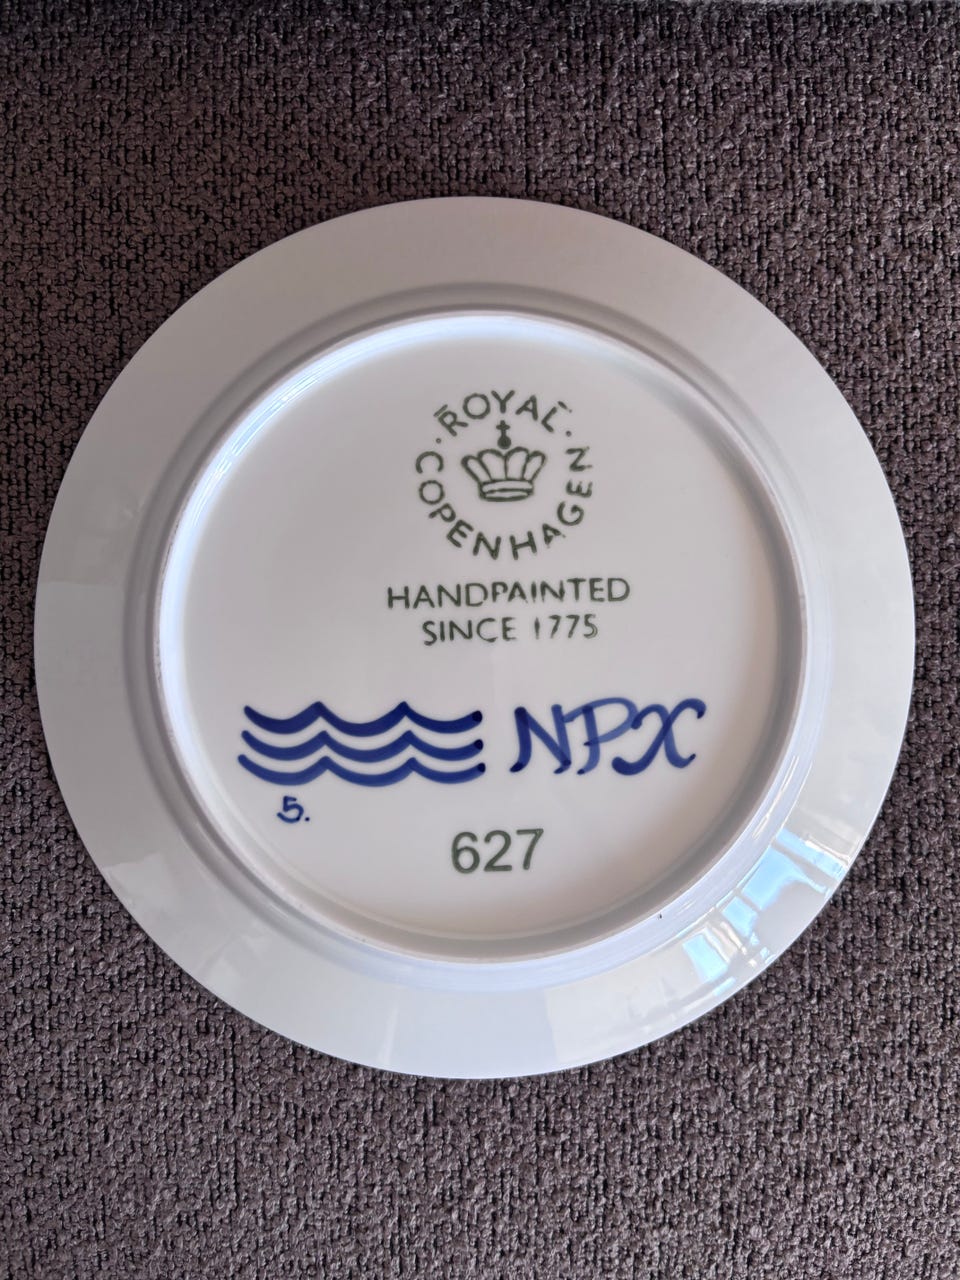 ROYAL
COPENHAGEN
HANDPAINTED
SINCE 1775
NPX
5.
627